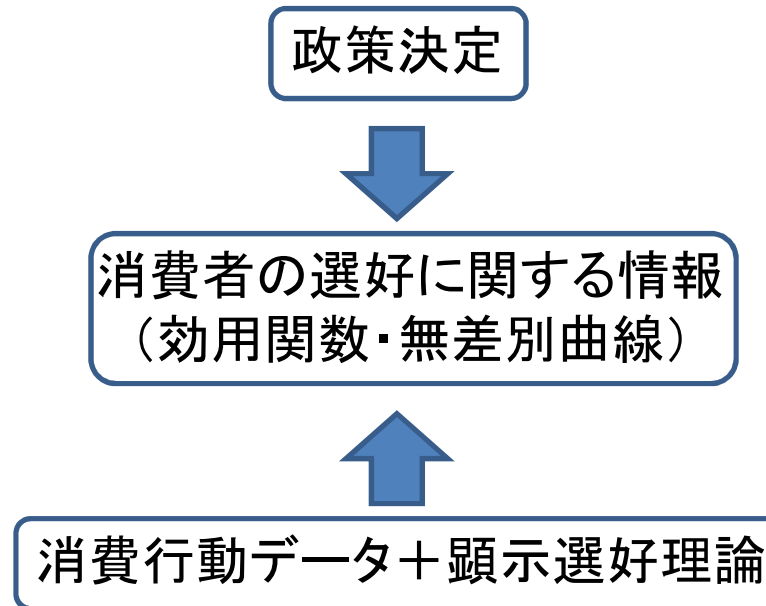 政策決定
消費者の選好に関する情報
（効用関数・無差別曲線）
消費行動データ＋顕示選好理論